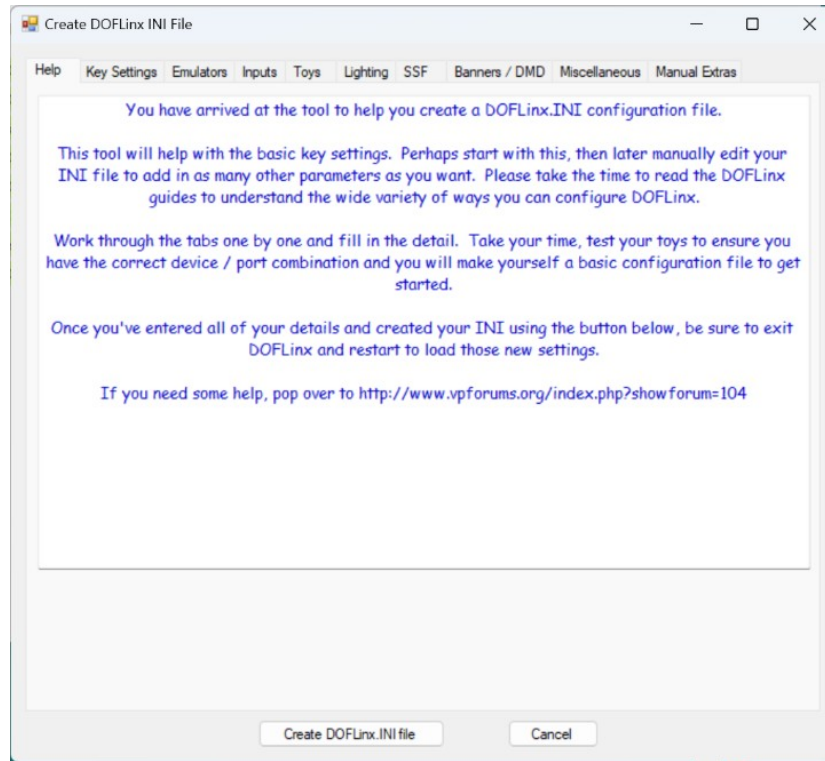 Create DOFLinx INI File
Help Key Settings Emulators Inputs Toys Lighting SSF Banners / DMD Miscellaneous Manual Extras
You have arrived at the tool to help you create a DOFLinx.INI configuration file.
This tool will help with the basic key settings. Perhaps start with this, then later manually edit your
INI file to add in as many other parameters as you want. Please take the time to read the DOFLinx
guides to understand the wide variety of ways you can configure DOFLinx.
Work through the tabs one by one and fill in the detail. Take your time, test your toys to ensure you
have the correct device / port combination and you will make yourself a basic configuration file to get
started.
Once you've entered all of your details and created your INI using the button below, be sure to exit
DOFLinx and restart to load those new settings.
If you need some help, pop over to http://www.vpforums.org/index.php?showforum=104
Create DOFLinx.INI file Cancel